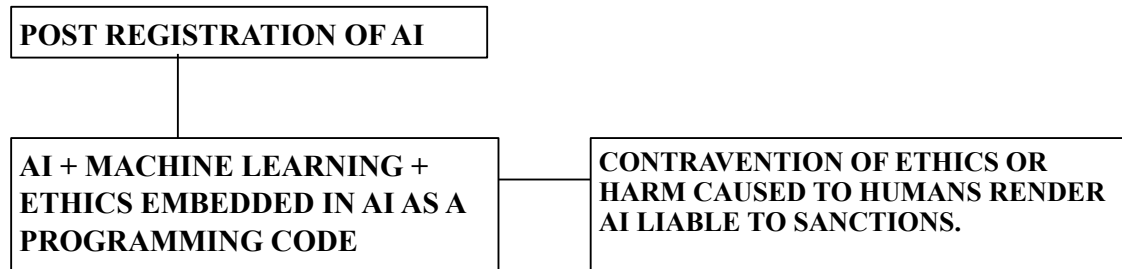 POST REGISTRATION OF AI
AI + MACHINE LEARNING +
ETHICS EMBEDDED IN AI AS A
PROGRAMMING CODE
CONTRAVENTION OF ETHICS OR
HARM CAUSED TO HUMANS RENDER
AI LIABLE TO SANCTIONS.